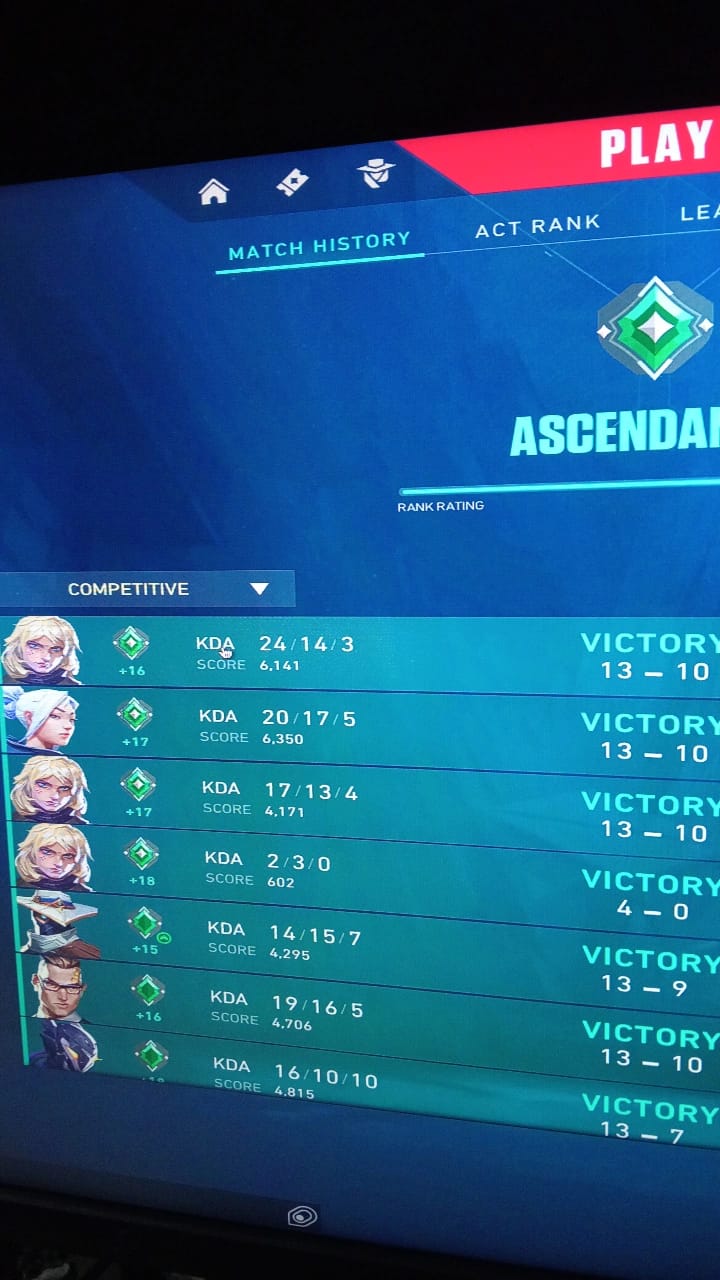 PLAY
MATCH HISTORY
ACT RANK
LEA
ASCENDAN
RANK RATING
COMPETITIVE
+16
KDA 24/14/3
SCORE 6,141
VICTORY
13 – 10
+17
KDA 20/17/5
SCORE 6,350
VICTORY
13 – 10
+17
KDA 17/13/4
SCORE 4,171
VICTORY
13 – 10
+18
KDA 2/3/0
SCORE 602
VICTORY
4 – 0
+15
KDA 14/15/7
SCORE 4,295
VICTORY
13 – 9
+16
KDA 19/16/5
SCORE 4,706
VICTORY
13 – 10
KDA 16/10/10
SCORE 4,815
VICTORY
13 – 7